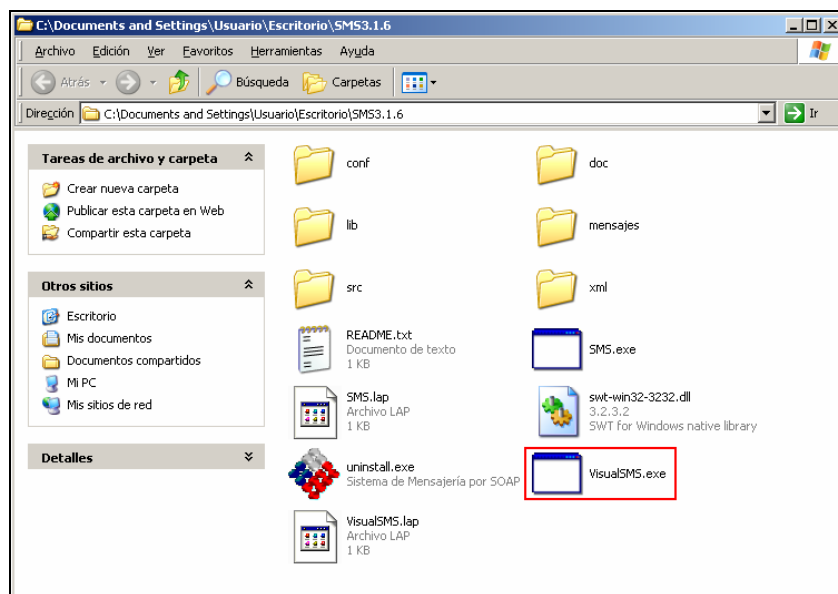 C:\Documents and Settings\Usuario\Escritorio\SMS3.1.6
Archivo Edición Ver Favoritos Herramientas Ayuda
Atrás Búsqueda Carpetas
Dirección C:\Documents and Settings\Usuario\Escritorio\SMS3.1.6 Ir
Tareas de archivo y carpeta
Crear nueva carpeta
Publicar esta carpeta en Web
Compartir esta carpeta
Otros sitios
Escritorio
Mis documentos
Documentos compartidos
Mi PC
Mis sitios de red
Detalles
conf
doc
lib
mensajes
src
xml
README.txt
Documento de texto
1 KB
SMS.exe
SMS.lap
Archivo LAP
1 KB
swt-win32-3232.dll
3.2.3.2
SWT for Windows native library
uninstall.exe
Sistema de Mensajería por SOAP
VisualSMS.exe
VisualSMS.lap
Archivo LAP
1 KB